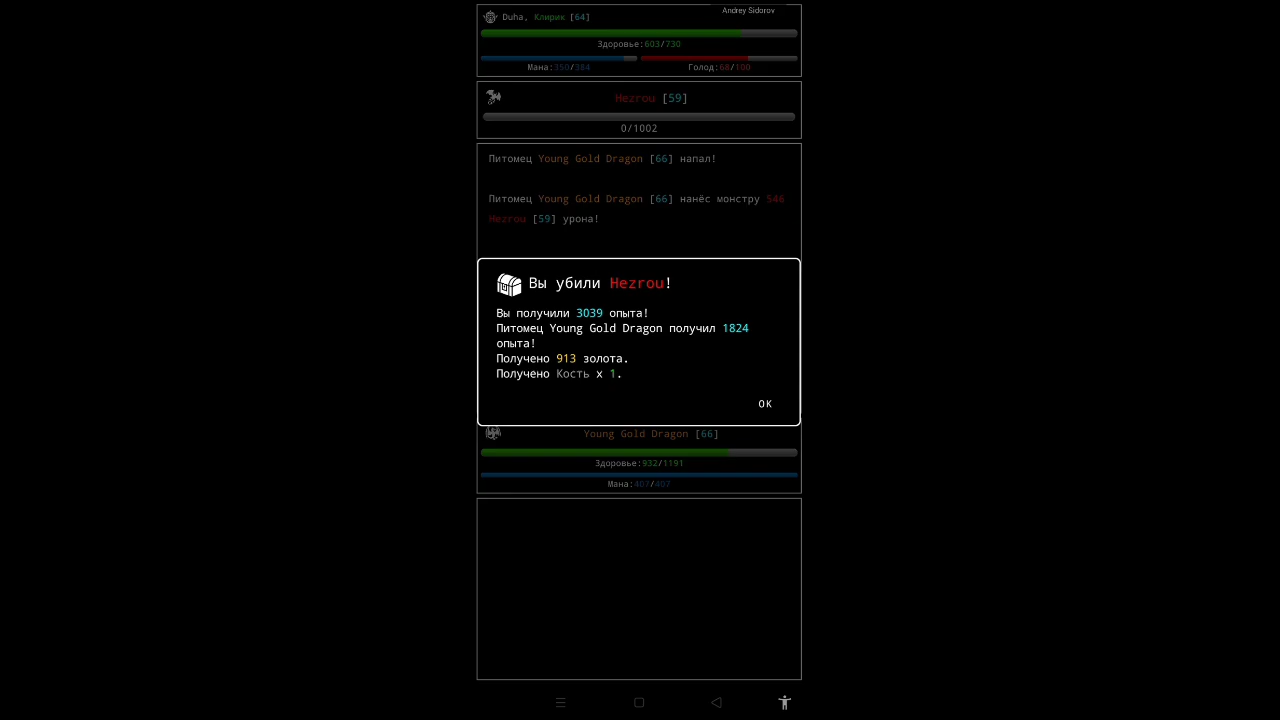 Andrey Sidorov
Duha, Клирик [64]
Здоровье:603/730
Мана:350/364
Голод:68/100
Hezrou [59]
0/1002
Питомец Young Gold Dragon [66] напал!
Питомец Young Gold Dragon [66] нанёс монстру 546
Hezrou [59] урона!
Вы убили Hezrou!
Вы получили 3039 опыта!
Питомец Young Gold Dragon получил 1824
опыта!
Получено 913 золота.
Получено Кость x 1.
OK
Young Gold Dragon [66]
Здоровье:932/1191
Мана:407/407